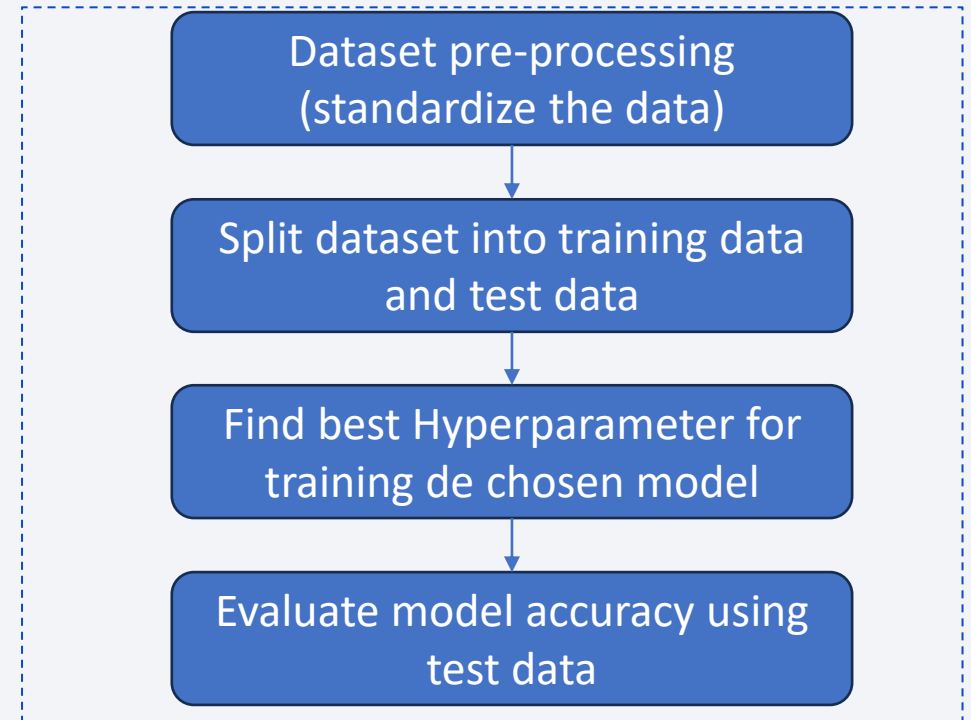 Dataset pre-processing
(standardize the data)
Split dataset into training data
and test data
Find best Hyperparameter for
training de chosen model
Evaluate model accuracy using
test data